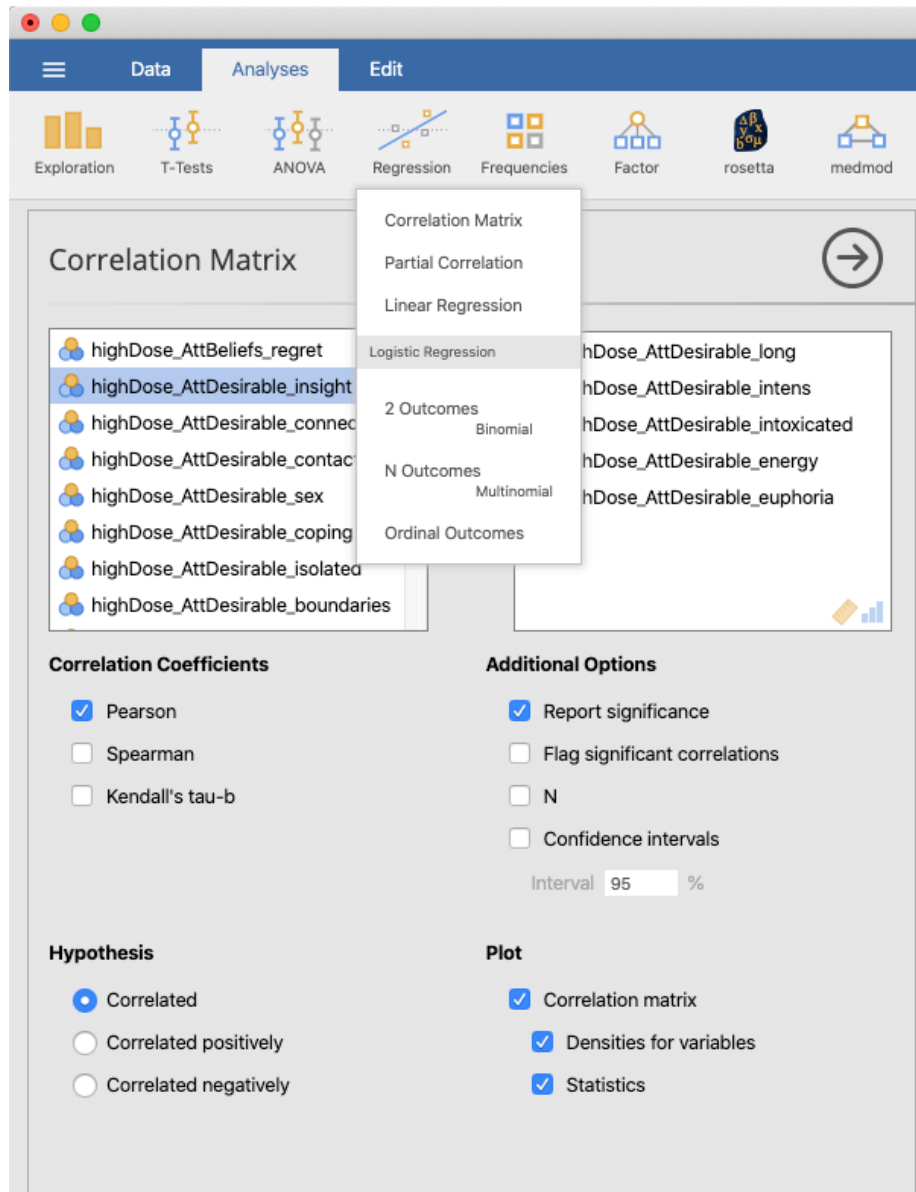 Data Analyses Edit
Exploration T-Tests ANOVA Regression Frequencies Factor rosetta medmod
Correlation Matrix
Correlation Matrix
Partial Correlation
Linear Regression
Logistic Regression
2 Outcomes
Binomial
N Outcomes
Multinomial
Ordinal Outcomes
highDose_AttBeliefs_regret
highDose_AttDesirable_insight
highDose_AttDesirable_connec
highDose_AttDesirable_contac
highDose_AttDesirable_sex
highDose_AttDesirable_coping
highDose_AttDesirable_isolated
highDose_AttDesirable_boundaries
hDose_AttDesirable_long
hDose_AttDesirable_intens
hDose_AttDesirable_intoxicated
hDose_AttDesirable_energy
hDose_AttDesirable_euphoria
Correlation Coefficients
Pearson
Spearman
Kendall's tau-b
Additional Options
Report significance
Flag significant correlations
N
Confidence intervals
Interval 95 %
Hypothesis
Correlated
Correlated positively
Correlated negatively
Plot
Correlation matrix
Densities for variables
Statistics